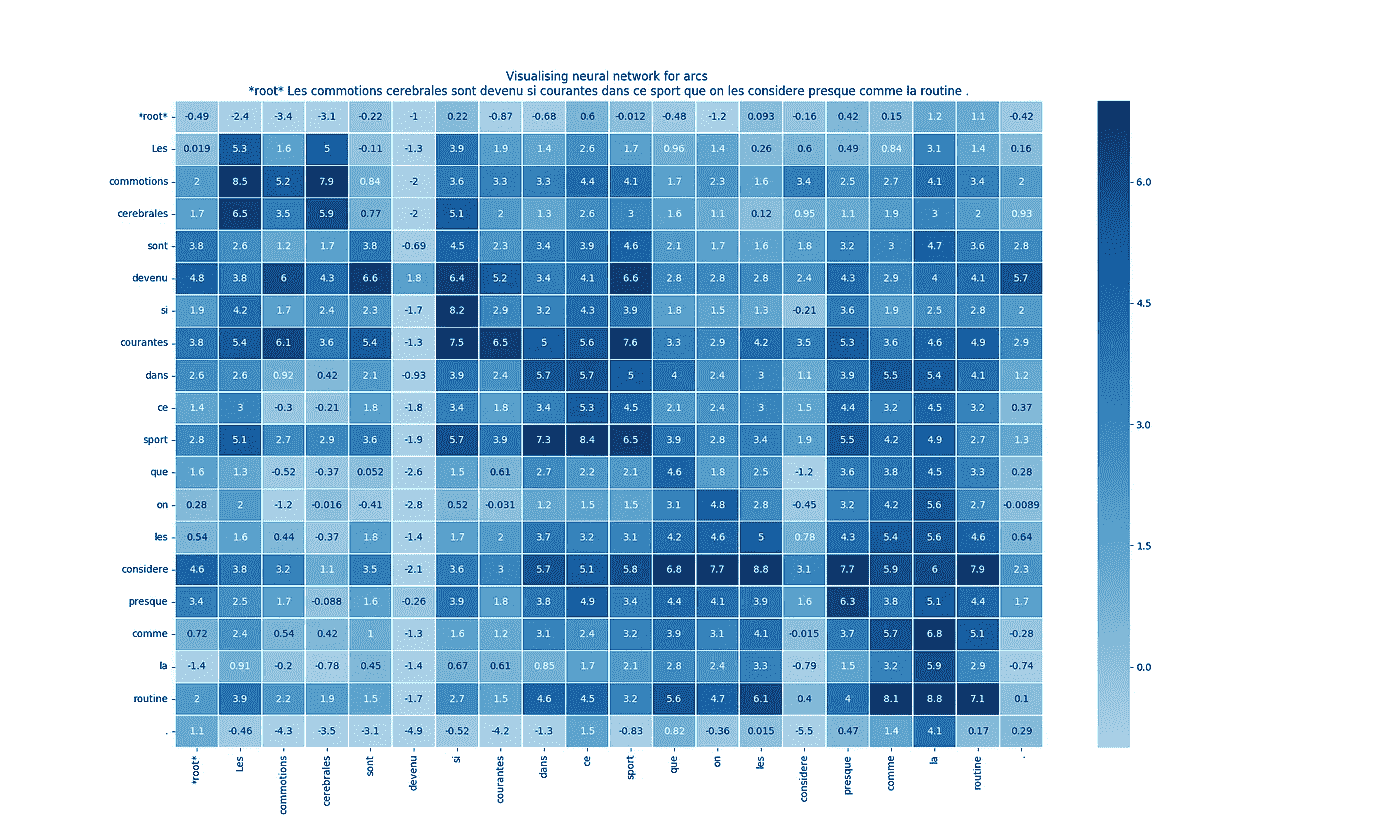 Visualising neural network for arcs
*root* Les commotions cerebrales sont devenu si courantes dans ce sport que on les considere presque comme la routine .
*root* -0.49 -2.4 -3.4 -3.1 -0.22 -1 0.22 -0.87 -0.68 0.6 -0.012 -0.48 -1.2 0.093 -0.16 0.42 0.15 1.2 1.1 -0.42
Les 0.019 5.3 1.6 5 -0.11 -1.3 3.9 1.9 1.4 2.6 1.7 0.96 1.4 0.26 0.6 0.49 0.84 3.1 1.4 0.16
commotions 2 8.5 5.2 7.9 0.84 -2 3.6 3.3 3.3 4.4 4.1 1.7 2.3 1.6 3.4 2.5 2.7 4.1 3.4 2
cerebrales 1.7 6.5 3.5 5.9 0.77 -2 5.1 2 1.3 2.6 3 1.6 1.1 0.12 0.95 1.1 1.9 3 2 0.93
sont 3.8 2.6 1.2 1.7 3.8 -0.69 4.5 2.3 3.4 3.9 4.6 2.1 1.7 1.6 1.8 3.2 3 4.7 3.6 2.8
devenu 4.8 3.8 6 4.3 6.6 1.8 6.4 5.2 3.4 4.1 6.6 2.8 2.8 2.8 2.4 4.3 2.9 4 4.1 5.7
si 1.9 4.2 1.7 2.4 2.3 -1.7 8.2 2.9 3.2 4.3 3.9 1.8 1.5 1.3 -0.21 3.6 1.9 2.5 2.8 2
courantes 3.8 5.4 6.1 3.6 5.4 -1.3 7.5 6.5 5 5.6 7.6 3.3 2.9 4.2 3.5 5.3 3.6 4.6 4.9 2.9
dans 2.6 2.6 0.92 0.42 2.1 -0.93 3.9 2.4 5.7 5.7 5 4 2.4 3 1.1 3.9 5.5 5.4 4.1 1.2
ce 1.4 3 -0.3 -0.21 1.8 -1.8 3.4 1.8 3.4 5.3 4.5 2.1 2.4 3 1.5 4.4 3.2 4.5 3.2 0.37
sport 2.8 5.1 2.7 2.9 3.6 -1.9 5.7 3.9 7.3 8.4 6.5 3.9 2.8 3.4 1.9 5.5 4.2 4.9 2.7 1.3
que 1.6 1.3 -0.52 -0.37 0.052 -2.6 1.5 0.61 2.7 2.2 2.1 4.6 1.8 2.5 -1.2 3.6 3.8 4.5 3.3 0.28
on 0.28 2 -1.2 -0.016 -0.41 -2.8 0.52 -0.031 1.2 1.5 1.5 3.1 4.8 2.8 -0.45 3.2 4.2 5.6 2.7 -0.0089
les 0.54 1.6 0.44 -0.37 1.8 -1.4 1.7 2 3.7 3.2 3.1 4.2 4.6 5 0.78 4.3 5.4 5.6 4.6 0.64
considere 4.6 3.8 3.2 1.1 3.5 -2.1 3.6 3 5.7 5.1 5.8 6.8 7.7 8.8 3.1 7.7 5.9 6 7.9 2.3
presque 3.4 2.5 1.7 -0.088 1.6 -0.26 3.9 1.8 3.8 4.9 3.4 4.4 4.1 3.9 1.6 6.3 3.8 5.1 4.4 1.7
comme 0.72 2.4 0.54 0.42 1 -1.3 1.6 1.2 3.1 2.4 3.2 3.9 3.1 4.1 -0.015 3.7 5.7 6.8 5.1 -0.28
la -1.4 0.91 -0.2 -0.78 0.45 -1.4 0.67 0.61 0.85 1.7 2.1 2.8 2.4 3.3 -0.79 1.5 3.2 5.9 2.9 -0.74
routine 2 3.9 2.2 1.9 1.5 -1.7 2.7 1.5 4.6 4.5 3.2 5.6 4.7 6.1 0.4 4 8.1 8.8 7.1 0.1
. 1.1 -0.46 -4.3 -3.5 -3.1 -4.9 -0.52 -4.2 -1.3 1.5 -0.83 0.82 -0.36 0.015 -5.5 0.47 1.4 4.1 0.17 0.29
*root* Les commotions cerebrales sont devenu si courantes dans ce sport que on les considere presque comme la routine .
6.0
4.5
3.0
1.5
0.0